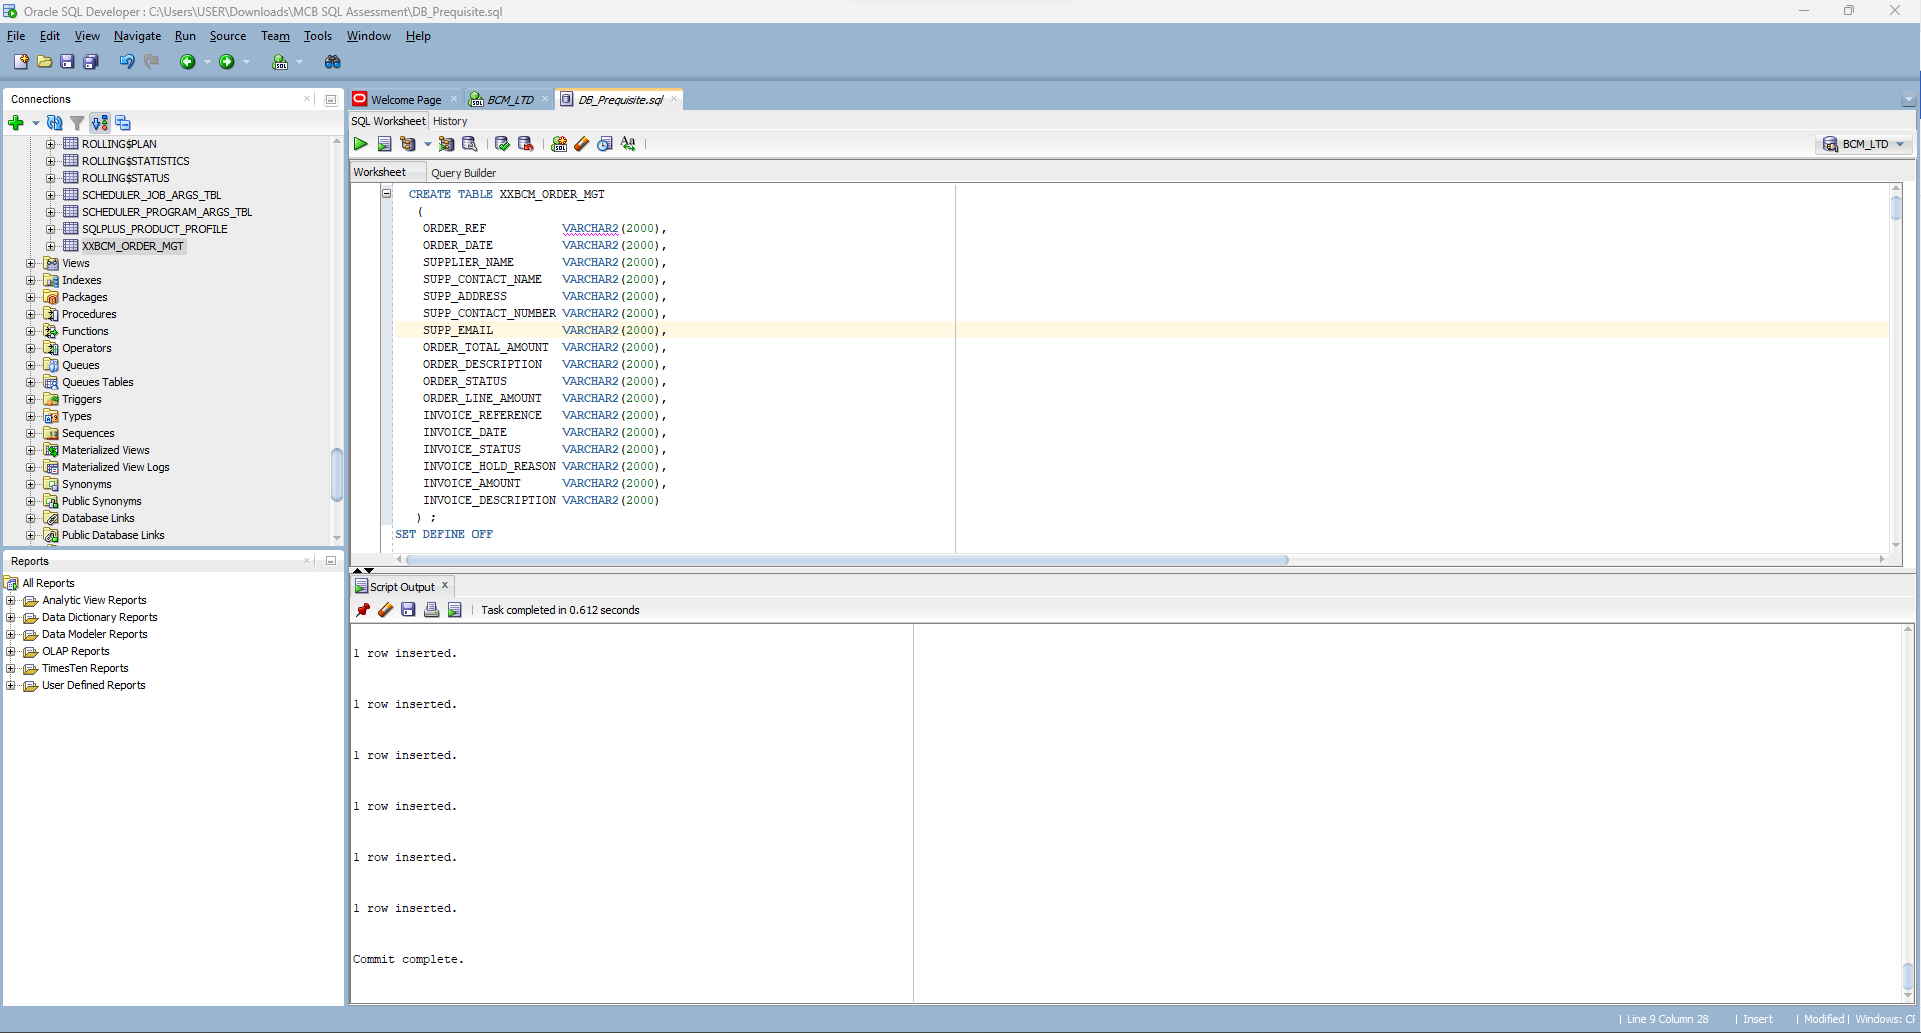 Oracle SQL Developer : C:\Users\USER\Downloads\MCB SQL Assessment\DB_Prequisite.sql
File Edit View Navigate Run Source Team Tools Window Help
Connections
ROLLING$PLAN
ROLLING$STATISTICS
ROLLING$STATUS
SCHEDULER_JOB_ARGS_TBL
SCHEDULER_PROGRAM_ARGS_TBL
SQLPLUS_PRODUCT_PROFILE
XXBCM_ORDER_MGT
Views
Indexes
Packages
Procedures
Functions
Operators
Queues
Queues Tables
Triggers
Types
Sequences
Materialized Views
Materialized View Logs
Synonyms
Public Synonyms
Database Links
Public Database Links
Reports
All Reports
Analytic View Reports
Data Dictionary Reports
Data Modeler Reports
OLAP Reports
TimesTen Reports
User Defined Reports
Welcome Page BCM_LTD DB_Prequisite.sql
SQL Worksheet History
BCM_LTD
Worksheet Query Builder
CREATE TABLE XXBCM_ORDER_MGT
(
ORDER_REF VARCHAR2(2000),
ORDER_DATE VARCHAR2(2000),
SUPPLIER_NAME VARCHAR2(2000),
SUPP_CONTACT_NAME VARCHAR2(2000),
SUPP_ADDRESS VARCHAR2(2000),
SUPP_CONTACT_NUMBER VARCHAR2(2000),
SUPP_EMAIL VARCHAR2(2000),
ORDER_TOTAL_AMOUNT VARCHAR2(2000),
ORDER_DESCRIPTION VARCHAR2(2000),
ORDER_STATUS VARCHAR2(2000),
ORDER_LINE_AMOUNT VARCHAR2(2000),
INVOICE_REFERENCE VARCHAR2(2000),
INVOICE_DATE VARCHAR2(2000),
INVOICE_STATUS VARCHAR2(2000),
INVOICE_HOLD_REASON VARCHAR2(2000),
INVOICE_AMOUNT VARCHAR2(2000),
INVOICE_DESCRIPTION VARCHAR2(2000)
) ;
SET DEFINE OFF
Script Output
Task completed in 0.612 seconds
1 row inserted.
1 row inserted.
1 row inserted.
1 row inserted.
1 row inserted.
1 row inserted.
Commit complete.
Line 9 Column 28 | Insert | Modified | Windows: